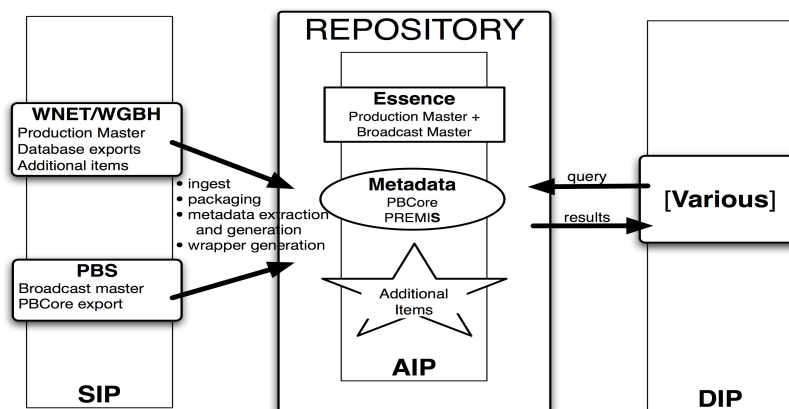 REPOSITORY
WNET/WGBH
Production Master
Database exports
Additional items
• ingest
• packaging
• metadata extraction
and generation
• wrapper generation
PBS
Broadcast master
PBCore export
SIP
Essence
Production Master +
Broadcast Master
Metadata
PBCore
PREMIS
Additional
Items
AIP
query
results
[Various]
DIP